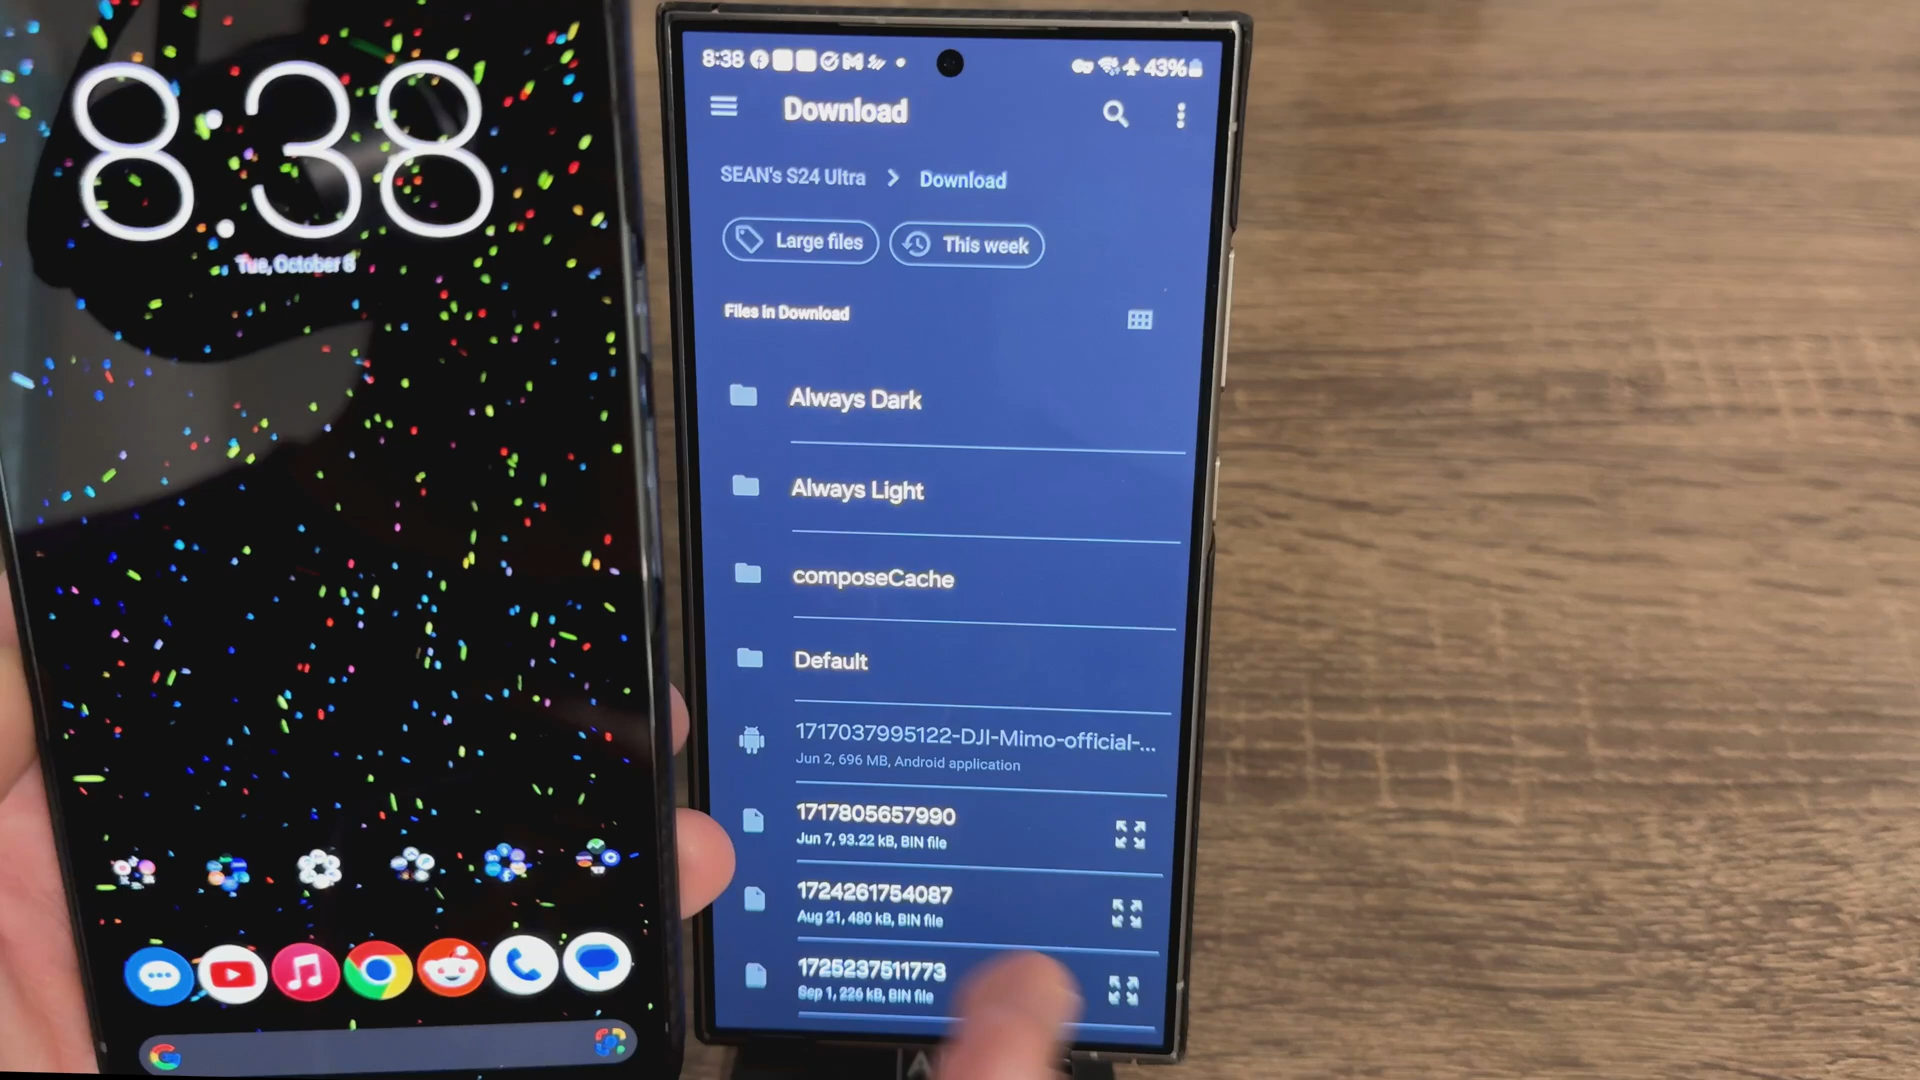 8:38
Tue, October 8
8:38
43%
Download
SEAN's S24 Ultra > Download
Large files
This week
Files in Download
Always Dark
Always Light
composeCache
Default
1717037995122-DJI-Mimo-official-...
Jun 2, 696 MB, Android application
1717805657990
Jun 7, 93.22 kB, BIN file
1724261754087
Aug 21, 480 kB, BIN file
1725237511773
Sep 1, 226 kB, BIN file